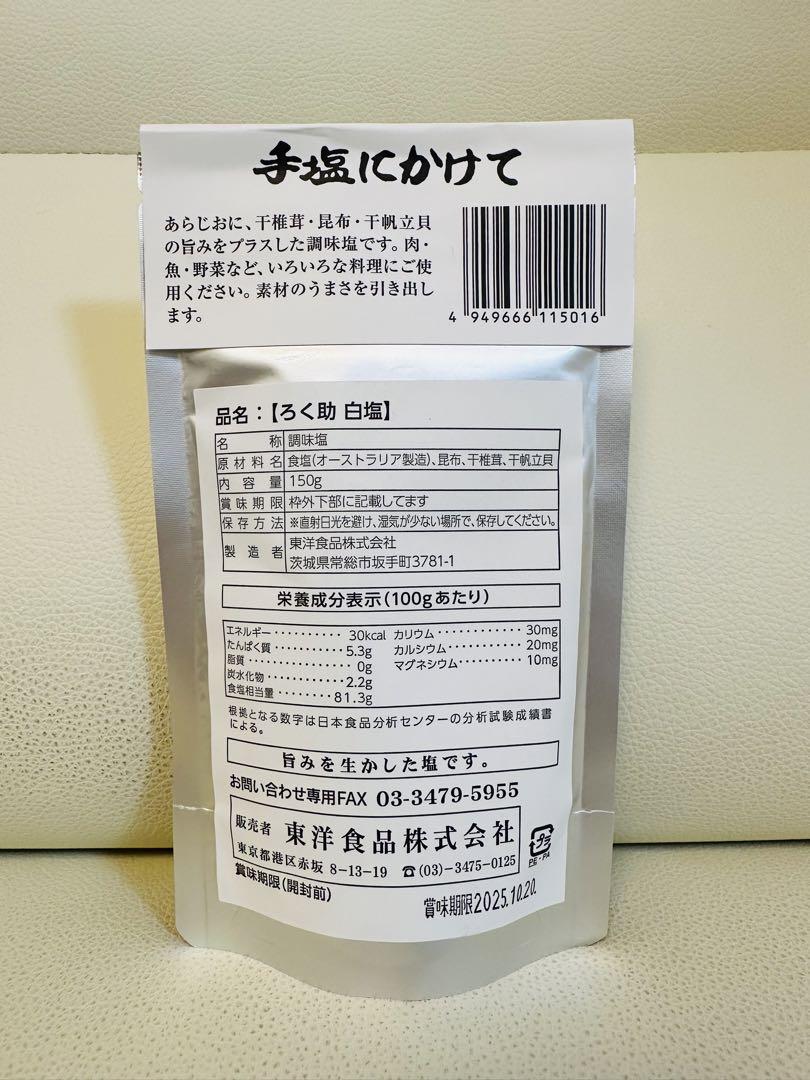 手塩にかけて
あらじおに、干椎茸・昆布・干帆立貝
の旨みをプラスした調味塩です。肉・
魚・野菜など、いろいろな料理にご使
用ください。素材のうまさを引き出し
ます。
4 949666 115016
品名：【ろく助 白塩】
名称 調味塩
原材料名 食塩(オーストラリア製造)、昆布、干椎茸、干帆立貝
内容量 150g
賞味期限 枠外下部に記載してます
保存方法 ※直射日光を避け、湿気が少ない場所で、保存してください。
製造者 東洋食品株式会社
茨城県常総市坂手町3781-1
栄養成分表示(100gあたり)
エネルギー・・・・・・・・・・30kcal カリウム・・・・・・・・・・・・30mg
たんぱく質・・・・・・・・・・5.3g カルシウム・・・・・・・・・・・20mg
脂質・・・・・・・・・・・・・・・0g マグネシウム・・・・・・・・・・10mg
炭水化物・・・・・・・・・・・・2.2g
食塩相当量・・・・・・・・81.3g
根拠となる数字は日本食品分析センターの分析試験成績書
による。
旨みを生かした塩です。
お問い合わせ専用FAX 03-3479-5955
販売者 東洋食品株式会社
東京都港区赤坂 8-13-19 ☎(03)-3475-0125
プラ
PE・PA
賞味期限(開封前)
賞味期限2025.10.20.